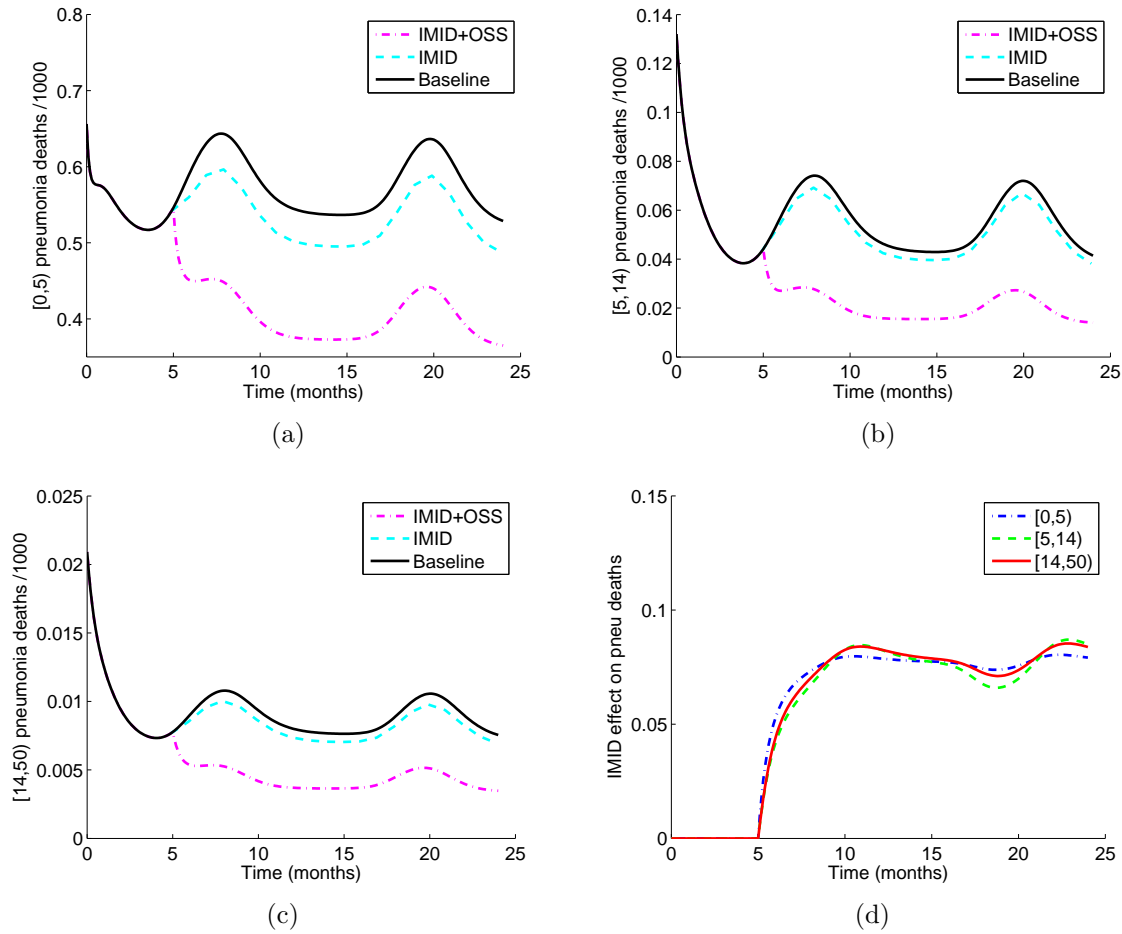 0.8
0.7
0.6
0.5
0.4
[0,5) pneumonia deaths /1000
IMID+OSS
IMID
Baseline
0 5 10 15 20 25
Time (months)
(a)
0.14
0.12
0.1
0.08
0.06
0.04
0.02
0
[5,14) pneumonia deaths /1000
IMID+OSS
IMID
Baseline
0 5 10 15 20 25
Time (months)
(b)
0.025
0.02
0.015
0.01
0.005
0
[14,50) pneumonia deaths /1000
IMID+OSS
IMID
Baseline
0 5 10 15 20 25
Time (months)
(c)
0.15
0.1
0.05
0
IMID effect on pneu deaths
[0,5)
[5,14)
[14,50)
0 5 10 15 20 25
Time (months)
(d)